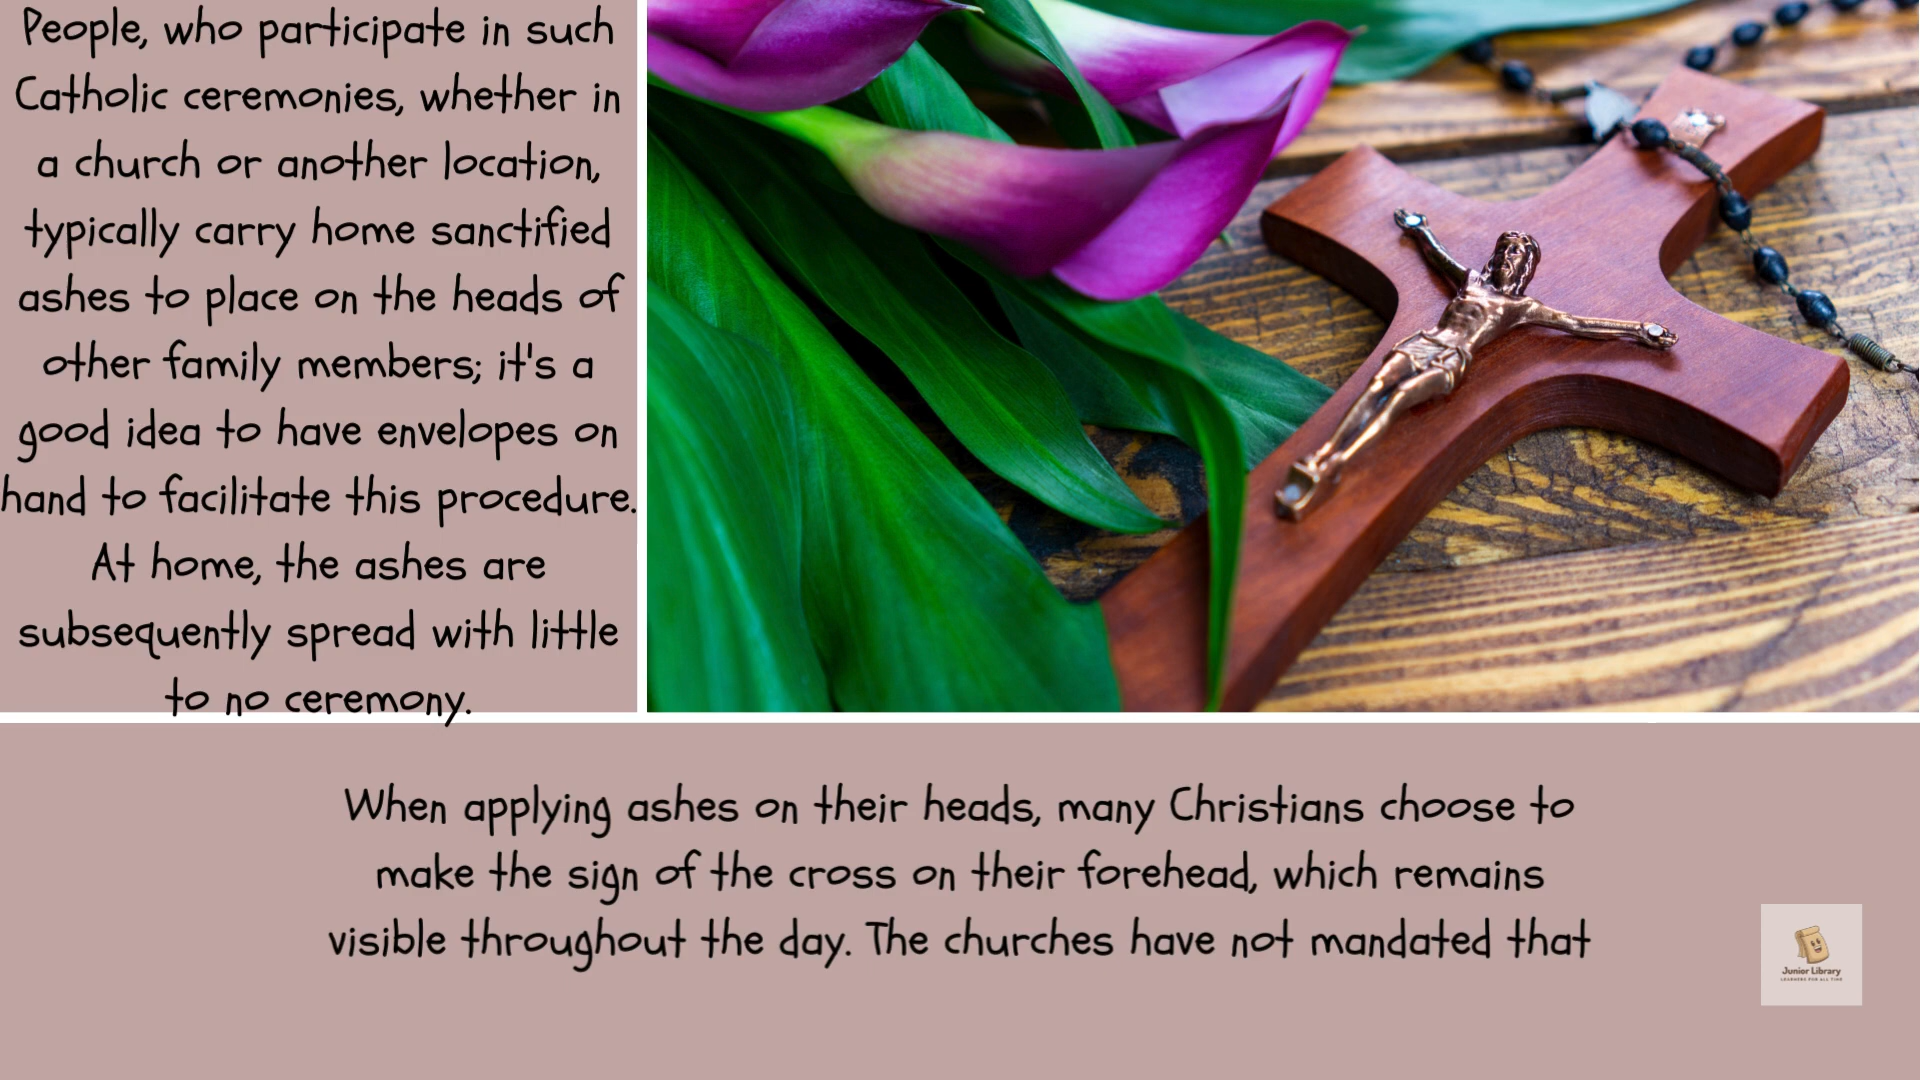 People, who participate in such
Catholic ceremonies, whether in
a church or another location,
typically carry home sanctified
ashes to place on the heads of
other family members; it's a
good idea to have envelopes on
hand to facilitate this procedure.
At home, the ashes are
subsequently spread with little
to no ceremony.
When applying ashes on their heads, many Christians choose to
make the sign of the cross on their forehead, which remains
visible throughout the day. The churches have not mandated that
Junior Library
LEARNERS FOR ALL TIME